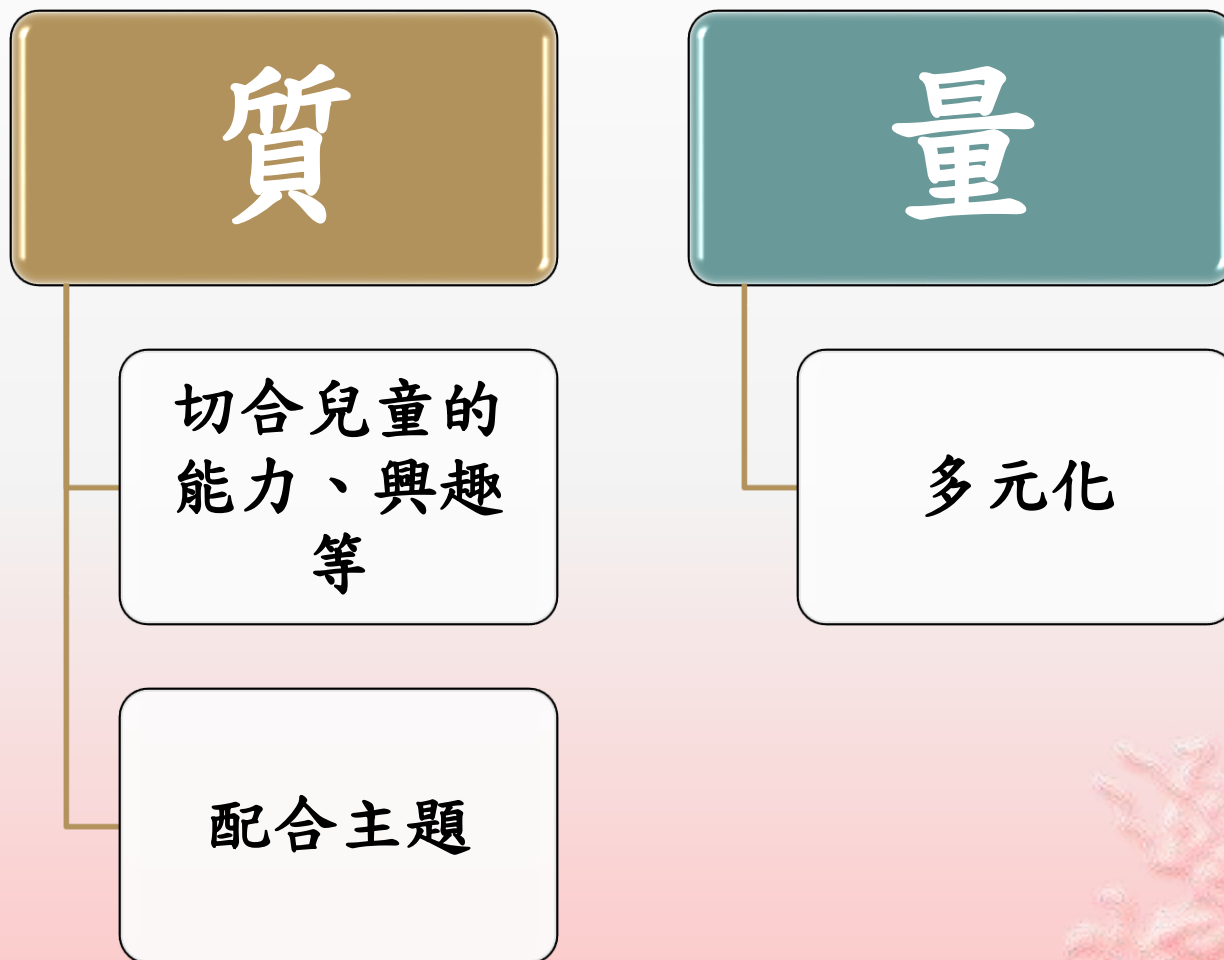 質
切合兒童的
能力、興趣
等
配合主題
量
多元化